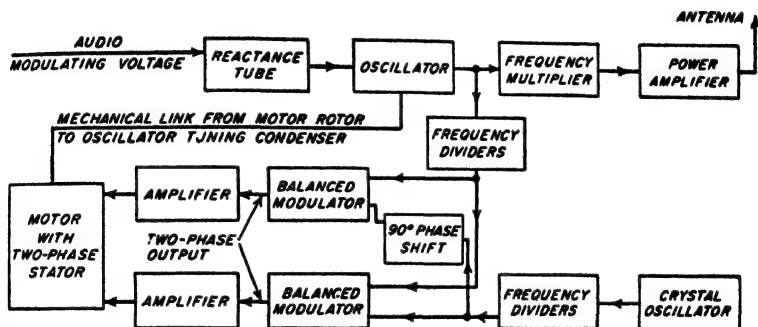 ANTENNA
AUDIO
MODULATING VOLTAGE
REACTANCE
TUBE
OSCILLATOR
FREQUENCY
MULTIPLIER
POWER
AMPLIFIER
MECHANICAL LINK FROM MOTOR ROTOR
TO OSCILLATOR TJNING CONDENSER
FREQUENCY
DIVIDERS
MOTOR
WITH
TWO-PHASE
STATOR
AMPLIFIER
BALANCED
MODULATOR
TWO-PHASE
OUTPUT
90° PHASE
SHIFT
AMPLIFIER
BALANCED
MODULATOR
FREQUENCY
DIVIDERS
CRYSTAL
OSCILLATOR